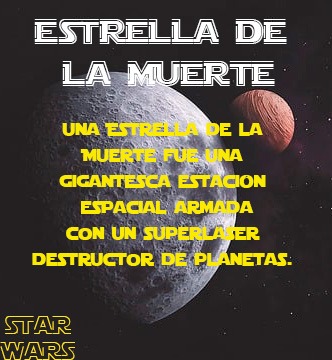 ESTRELLA DE
LA MUERTE
UNA ESTRELLA DE LA
MUERTE FUE UNA
GIGANTESCA ESTACION
ESPACIAL ARMADA
CON UN SUPERLASER
DESTRUCTOR DE PLANETAS.
STAR
WARS